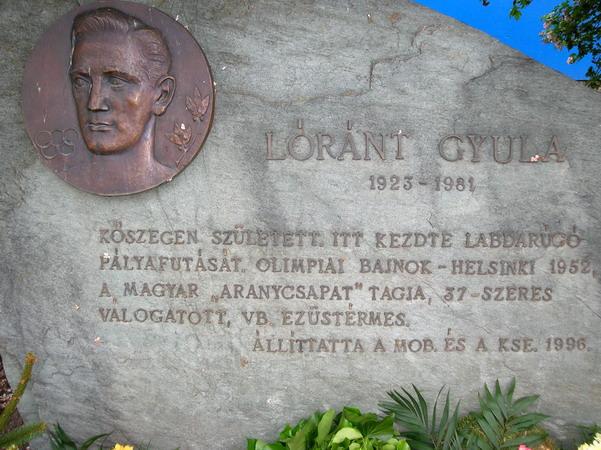 LÓRÁNT GYULA
1923-1981
KŐSZEGEN SZÜLETETT. ITT KEZDTE LABDARÚGÓ
PÁLYAFUTÁSÁT. OLIMPIAI BAJNOK-HELSINKI 1952,
A MAGYAR „ARANYCSAPAT" TAGJA, 37-SZERES
VÁLOGATOTT, VB. EZÜSTÉRMES.
ÁLLÍTTATTA A MOB. ÉS A KSE. 1996.